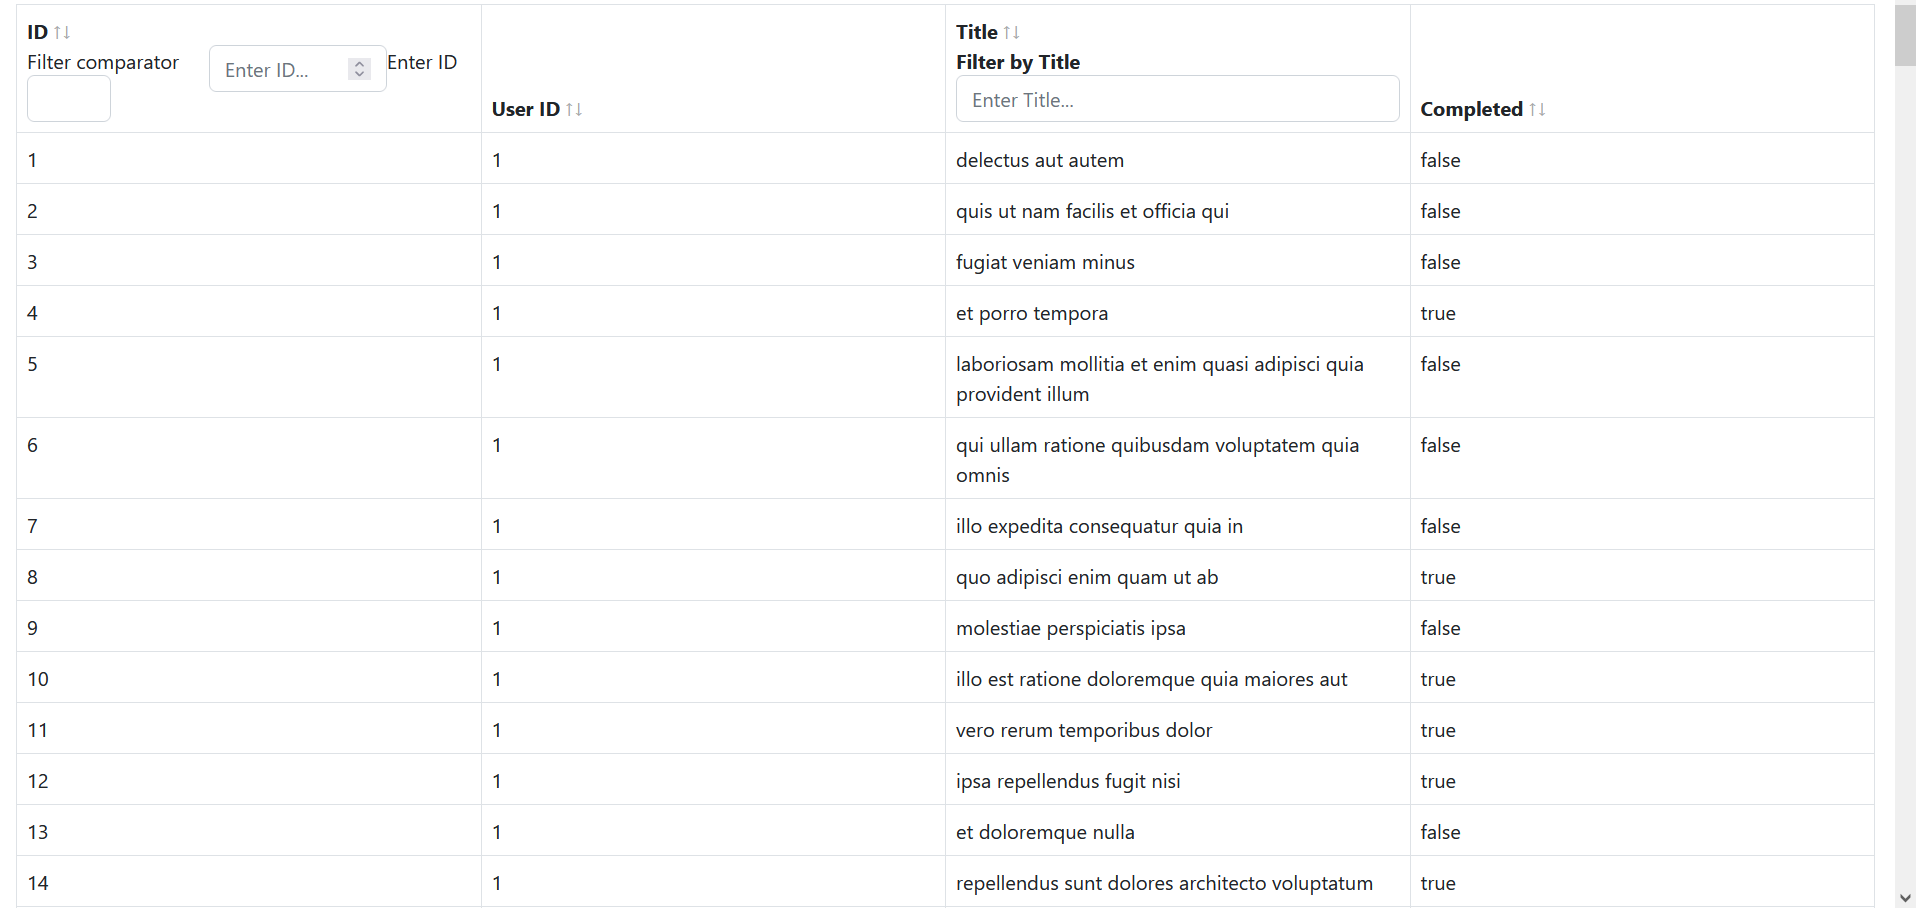 ID ↑↓
Filter comparator Enter ID... Enter ID
User ID ↑↓
Title ↑↓
Filter by Title
Enter Title...
Completed ↑↓
1 1 delectus aut autem false
2 1 quis ut nam facilis et officia qui false
3 1 fugiat veniam minus false
4 1 et porro tempora true
5 1 laboriosam mollitia et enim quasi adipisci quia false
provident illum
6 1 qui ullam ratione quibusdam voluptatem quia false
omnis
7 1 illo expedita consequatur quia in false
8 1 quo adipisci enim quam ut ab true
9 1 molestiae perspiciatis ipsa false
10 1 illo est ratione doloremque quia maiores aut true
11 1 vero rerum temporibus dolor true
12 1 ipsa repellendus fugit nisi true
13 1 et doloremque nulla false
14 1 repellendus sunt dolores architecto voluptatum true